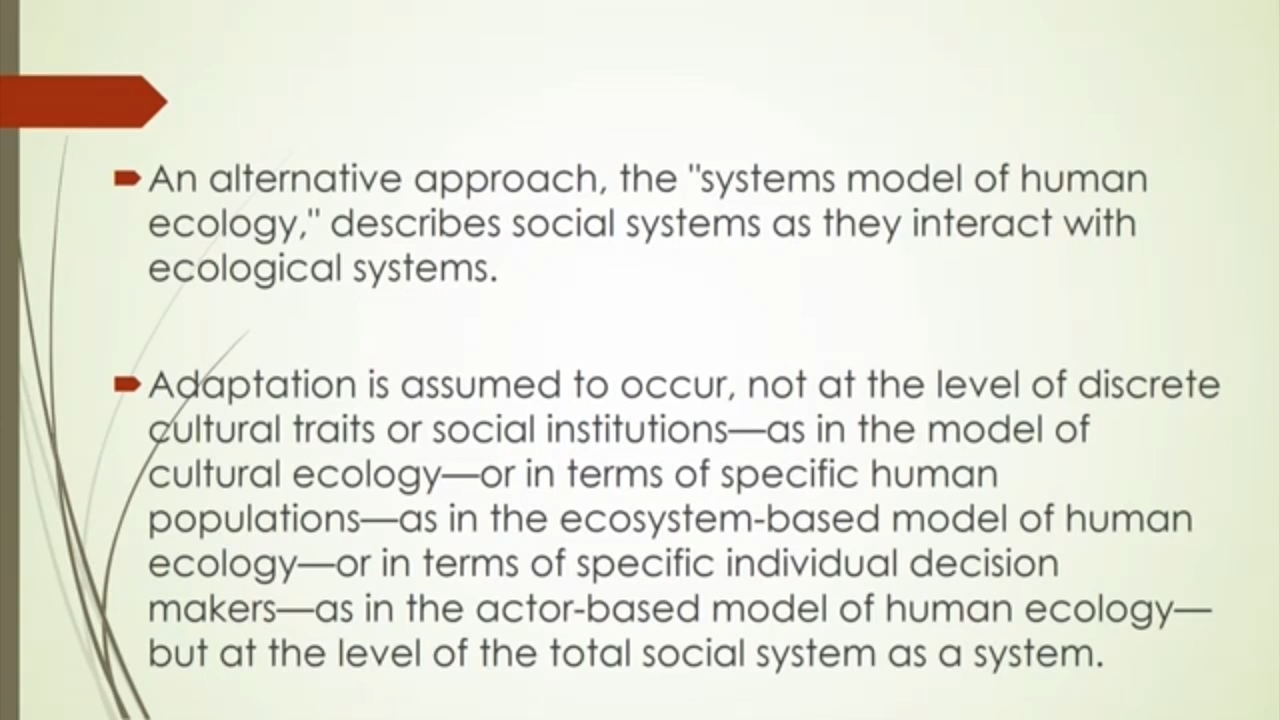 An alternative approach, the "systems model of human
ecology," describes social systems as they interact with
ecological systems.
Adaptation is assumed to occur, not at the level of discrete
cultural traits or social institutions—as in the model of
cultural ecology—or in terms of specific human
populations—as in the ecosystem-based model of human
ecology—or in terms of specific individual decision
makers—as in the actor-based model of human ecology—
but at the level of the total social system as a system.